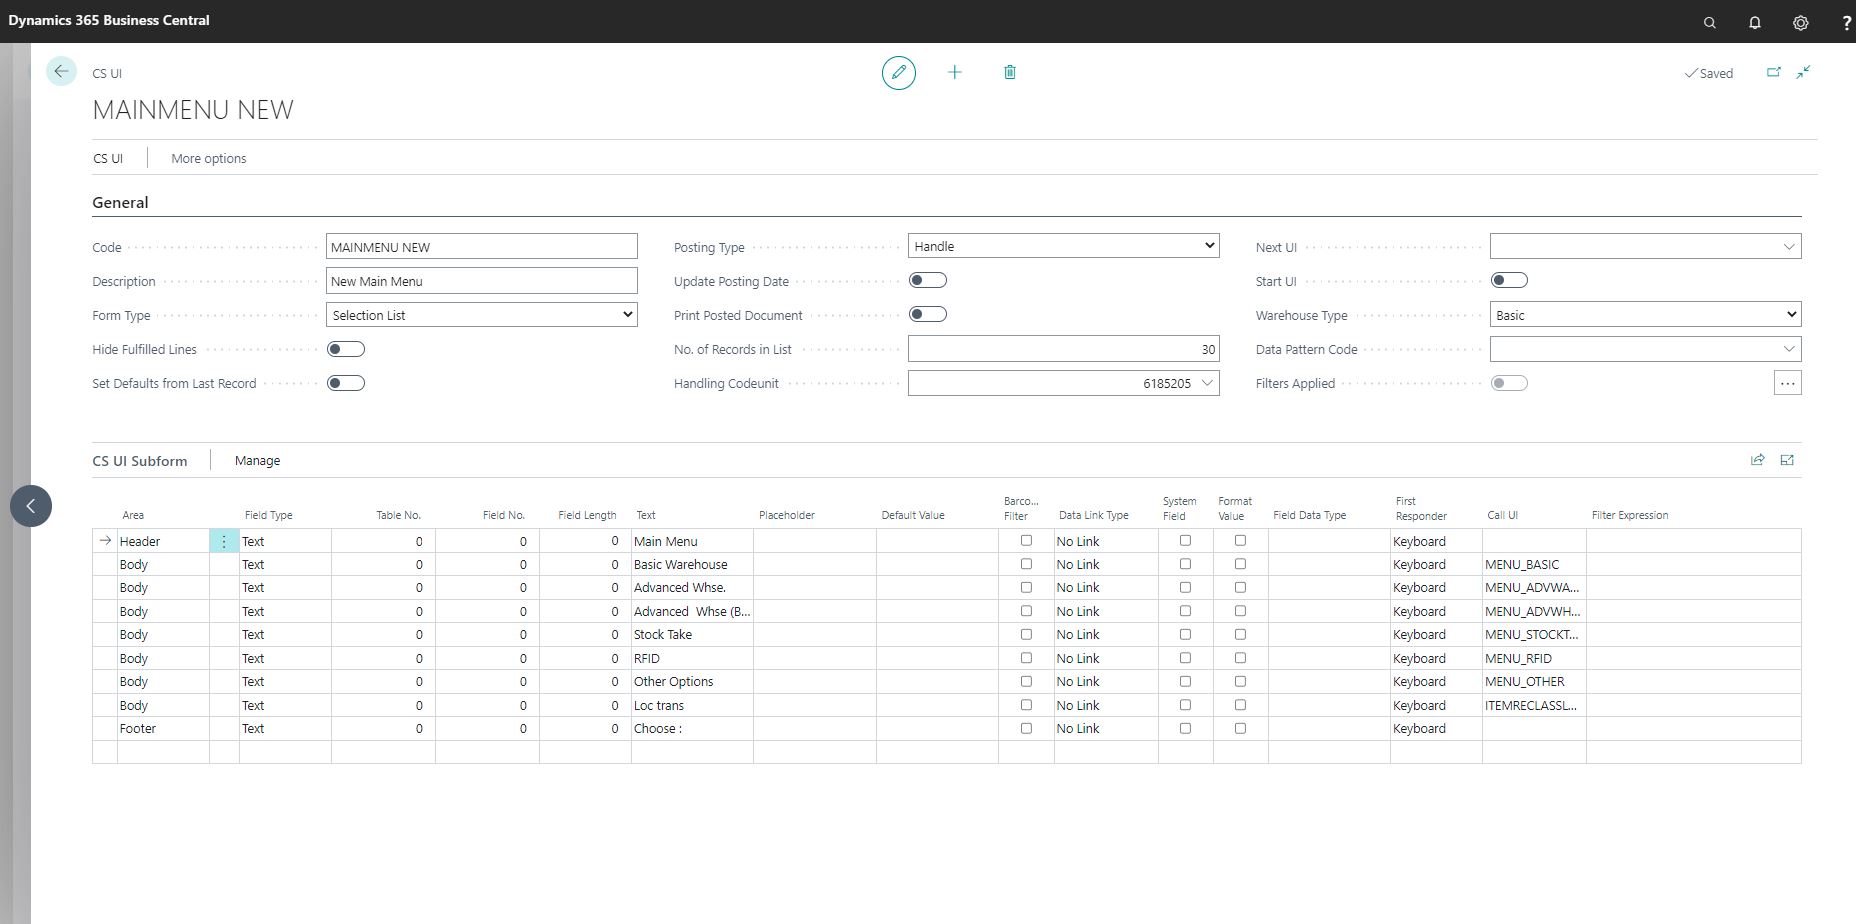 Dynamics 365 Business Central
?
CS UI
Saved
MAINMENU NEW
CS UI More options
General
Code MAINMENU NEW Posting Type Handle Next UI
Description New Main Menu Update Posting Date Start UI
Form Type Selection List Print Posted Document Warehouse Type Basic
Hide Fulfilled Lines No. of Records in List 30 Data Pattern Code
Set Defaults from Last Record Handling Codeunit 6185205 Filters Applied ...
CS UI Subform Manage
Area Field Type Table No. Field No. Field Length Text Placeholder Default Value Barco... Filter Data Link Type System Field Format Value Field Data Type First Responder Call UI Filter Expression
Header Text 0 0 0 Main Menu No Link Keyboard
Body Text 0 0 0 Basic Warehouse No Link Keyboard MENU_BASIC
Body Text 0 0 0 Advanced Whse. No Link Keyboard MENU_ADVWA...
Body Text 0 0 0 Advanced Whse (B... No Link Keyboard MENU_ADVWH...
Body Text 0 0 0 Stock Take No Link Keyboard MENU_STOCKT...
Body Text 0 0 0 RFID No Link Keyboard MENU_RFID
Body Text 0 0 0 Other Options No Link Keyboard MENU_OTHER
Body Text 0 0 0 Loc trans No Link Keyboard ITEMRECLASSL...
Footer Text 0 0 0 Choose : No Link Keyboard